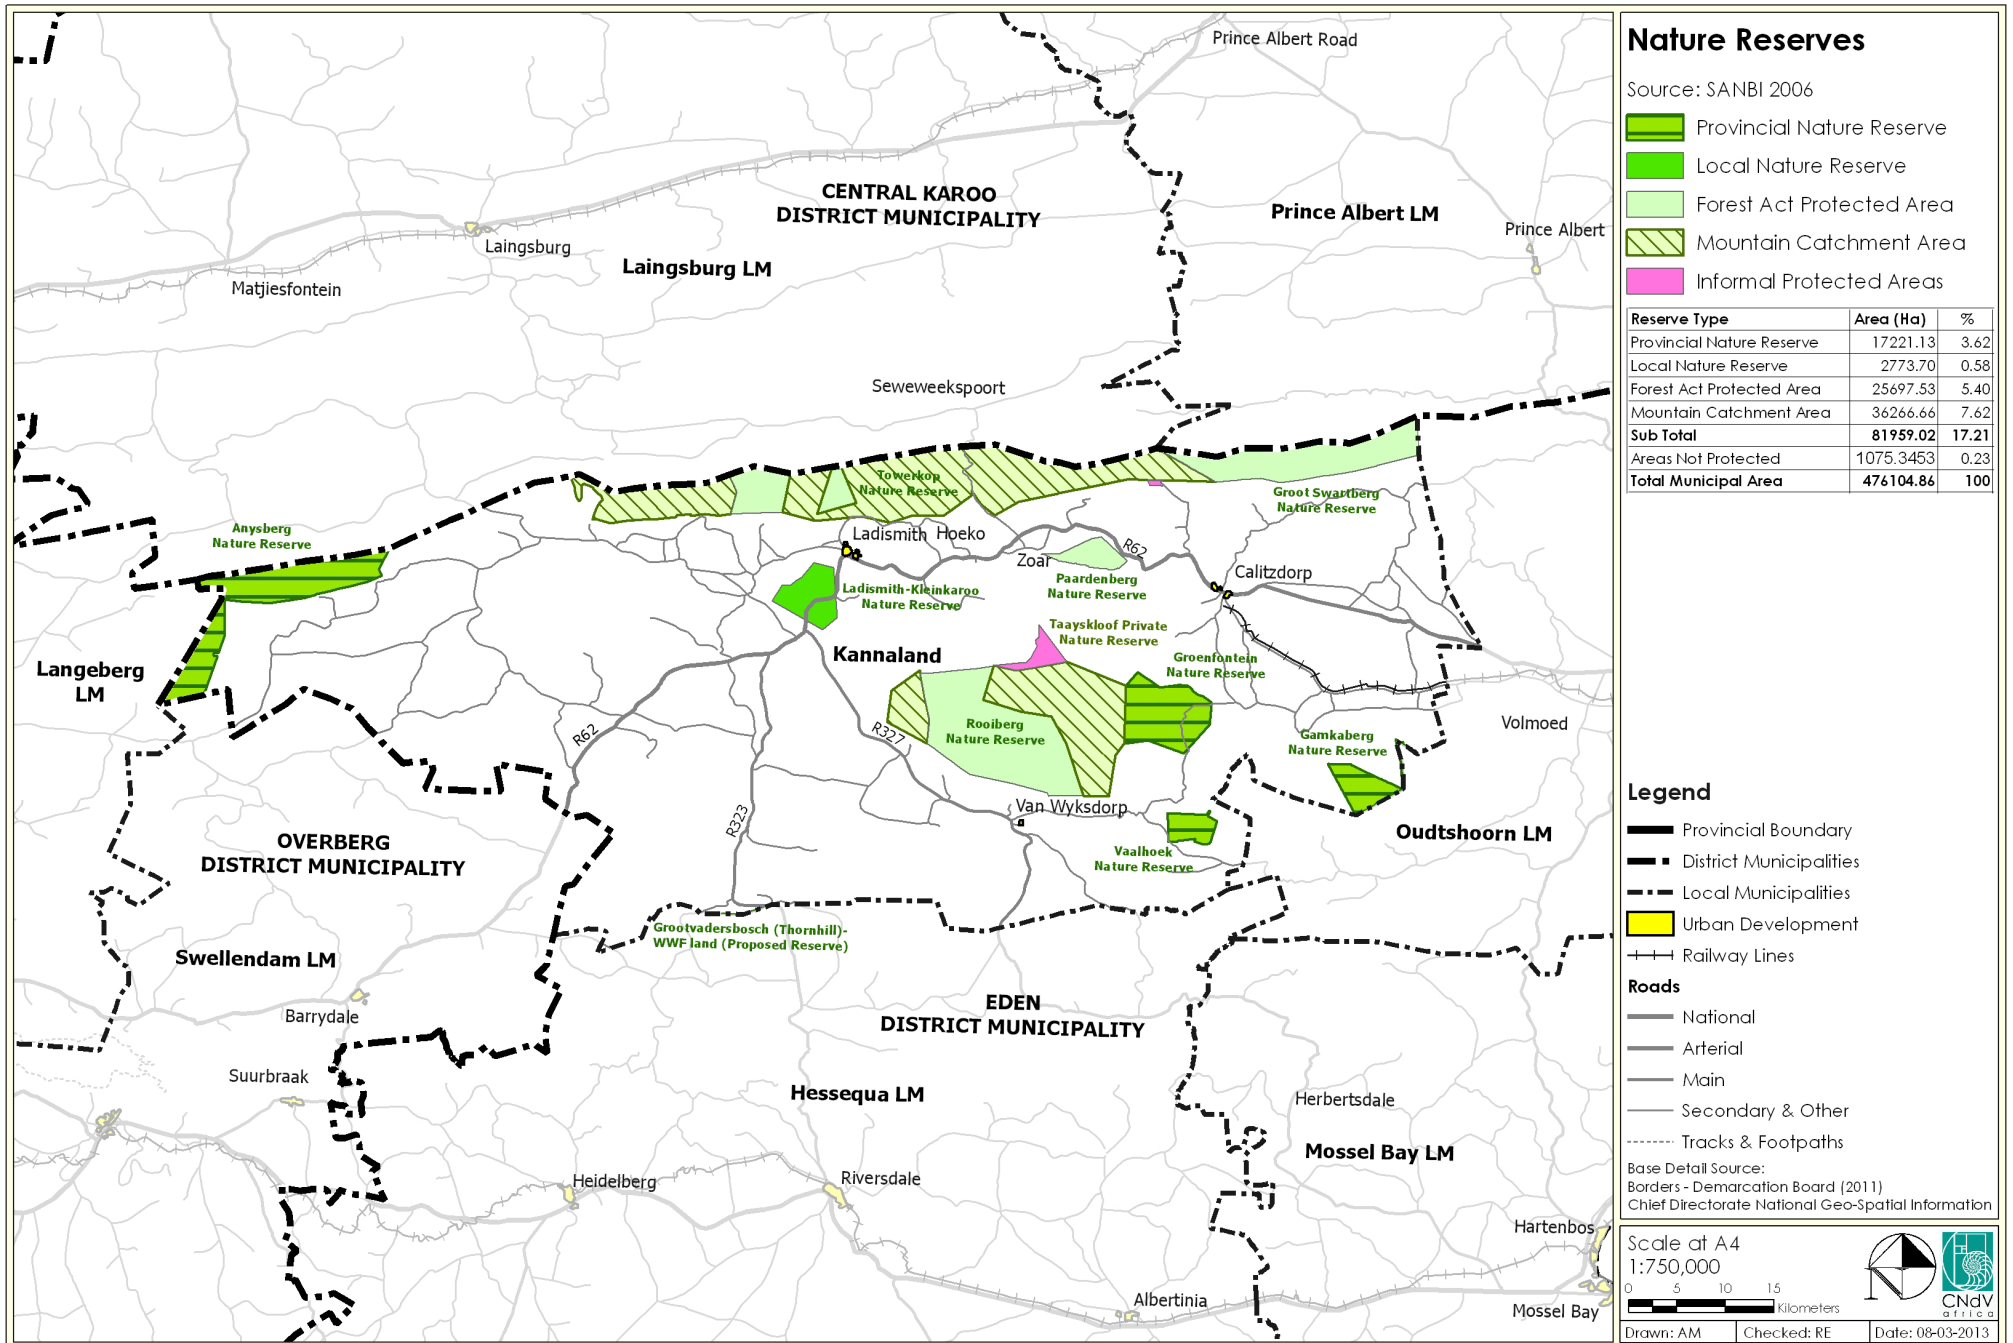 Prince Albert Road
CENTRAL KAROO
DISTRICT MUNICIPALITY
Prince Albert LM
Prince Albert
Laingsburg
Laingsburg LM
Matjiesfontein
Seweweekspoort
Towerkop
Nature Reserve
Groot Swartberg
Nature Reserve
Anysberg
Nature Reserve
Ladismith
Hoeko
Zoar
R62
Calitzdorp
Paardenberg
Nature Reserve
Ladismith-Kleinkaroo
Nature Reserve
Taayskloof Private
Nature Reserve
Kannaland
Groenfontein
Nature Reserve
Langeberg
LM
R62
R327
Rooiberg
Nature Reserve
Volmoed
Gamkaberg
Nature Reserve
R323
Van Wyksdorp
Oudtshoorn LM
OVERBERG
DISTRICT MUNICIPALITY
Vaalhoek
Nature Reserve
Grootvadersbosch (Thornhill)-
WWF land (Proposed Reserve)
Swellendam LM
EDEN
DISTRICT MUNICIPALITY
Barrydale
Suurbraak
Hessequa LM
Herbertsdale
Mossel Bay LM
Heidelberg
Riversdale
Hartenbos
Albertinia
Mossel Bay
Nature Reserves
Source: SANBI 2006
Provincial Nature Reserve
Local Nature Reserve
Forest Act Protected Area
Mountain Catchment Area
Informal Protected Areas
Reserve Type Area (Ha) %
Provincial Nature Reserve 17221.13 3.62
Local Nature Reserve 2773.70 0.58
Forest Act Protected Area 25697.53 5.40
Mountain Catchment Area 36266.66 7.62
Sub Total 81959.02 17.21
Areas Not Protected 1075.3453 0.23
Total Municipal Area 476104.86 100
Legend
Provincial Boundary
District Municipalities
Local Municipalities
Urban Development
Railway Lines
Roads
National
Arterial
Main
Secondary & Other
Tracks & Footpaths
Base Detail Source:
Borders - Demarcation Board (2011)
Chief Directorate National Geo-Spatial Information
Scale at A4
1:750,000
0 5 10 15
Kilometers
N
CNdV
africa
Drawn: AM Checked: RE Date: 08-03-2013